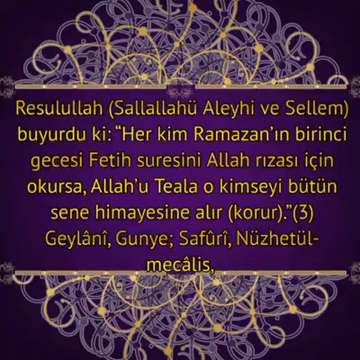 Resulullah (Sallallahü Aleyhi ve Sellem)
buyurdu ki: “Her kim Ramazan’ın birinci
gecesi Fetih suresini Allah rızası için
okursa, Allah’u Teala o kimseyi bütün
sene himayesine alır (korur).”(3)
Geylânî, Gunye; Safûrî, Nüzhetül-
mecâlis,